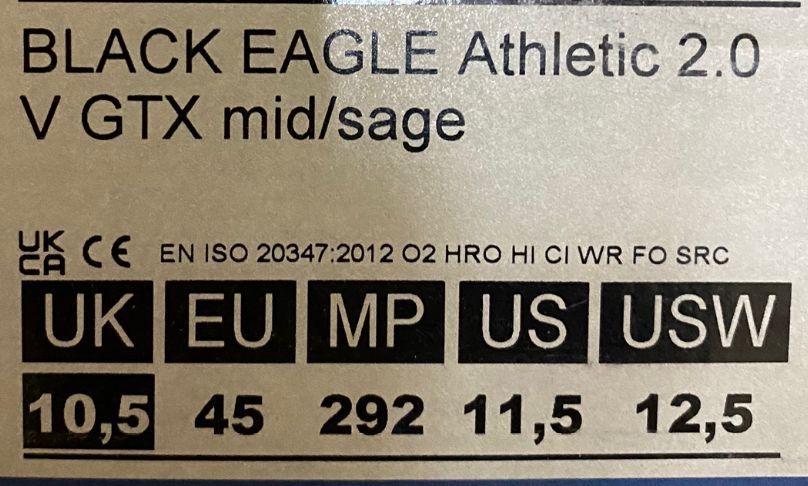 BLACK EAGLE Athletic 2.0
V GTX mid/sage
UK CA CE EN ISO 20347:2012 O2 HRO HI CI WR FO SRC
UK EU MP US USW
10,5 45 292 11,5 12,5